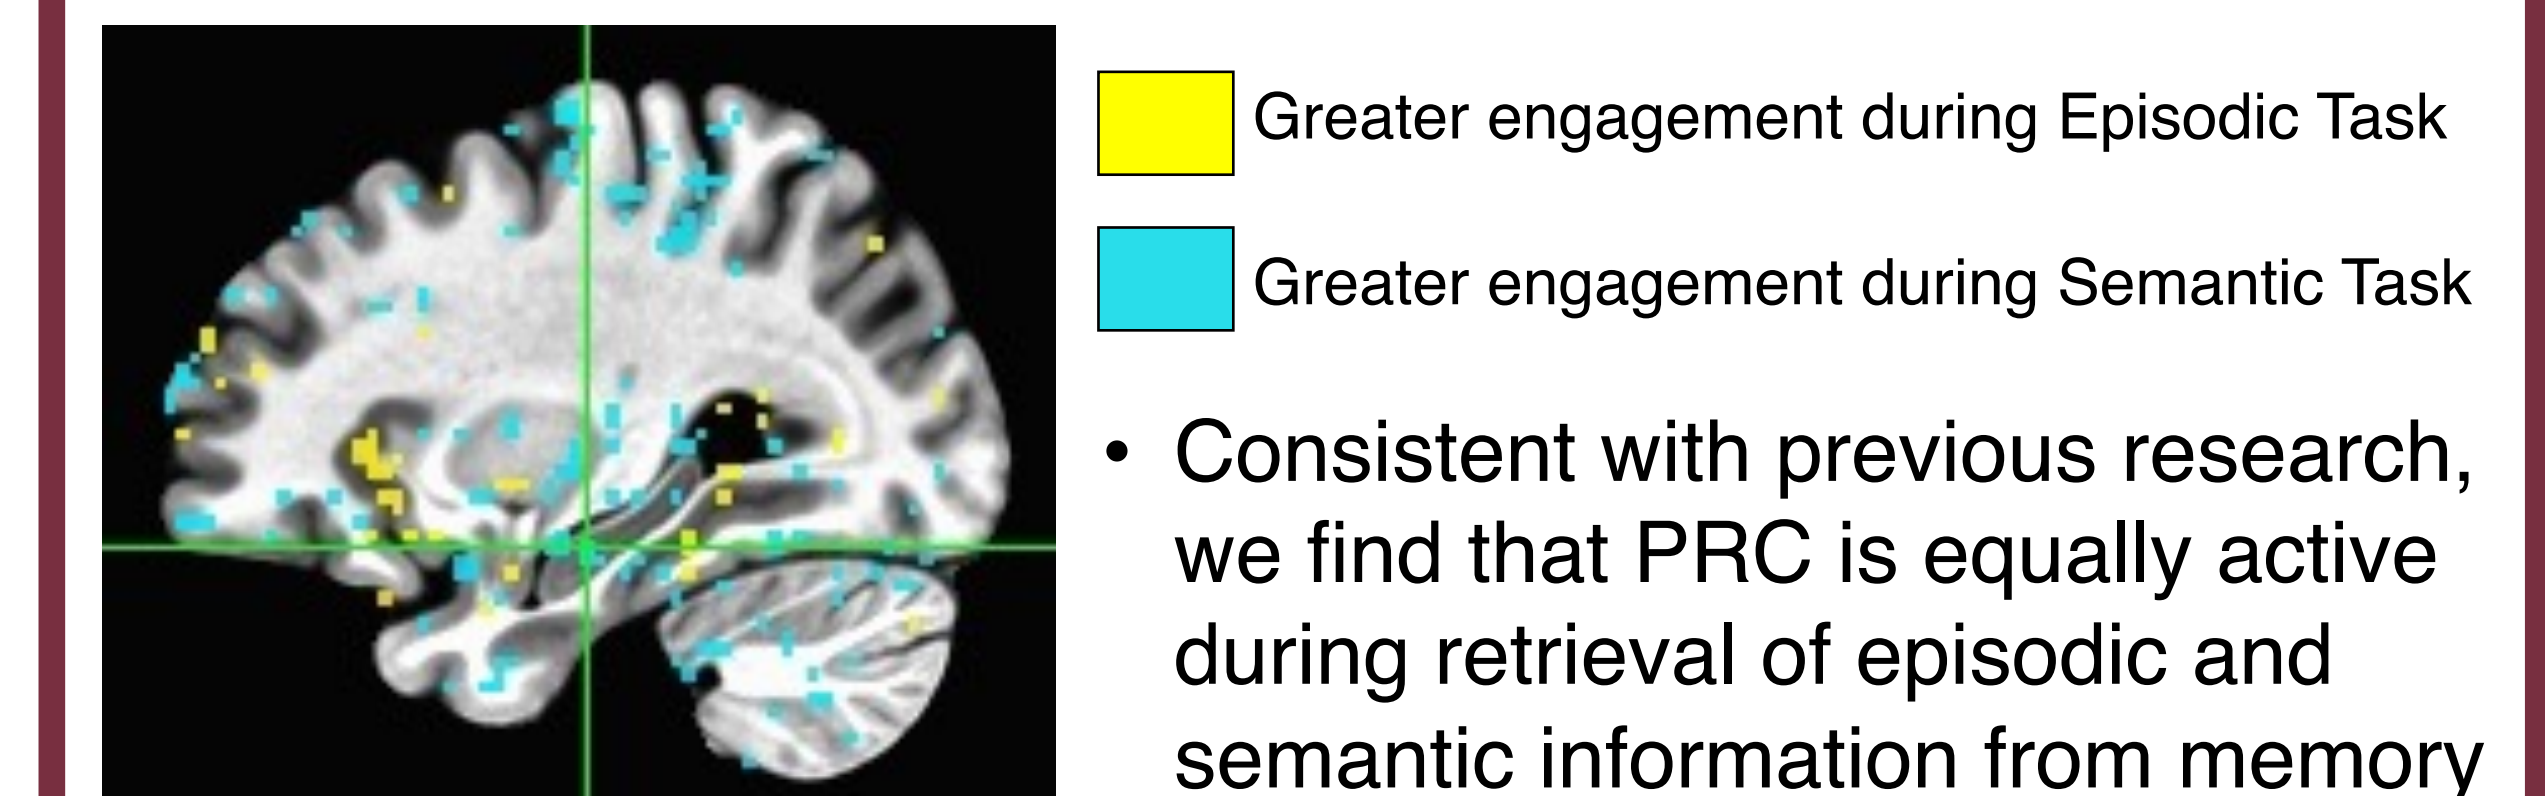 Greater engagement during Episodic Task
Greater engagement during Semantic Task
• Consistent with previous research,
we find that PRC is equally active
during retrieval of episodic and
semantic information from memory